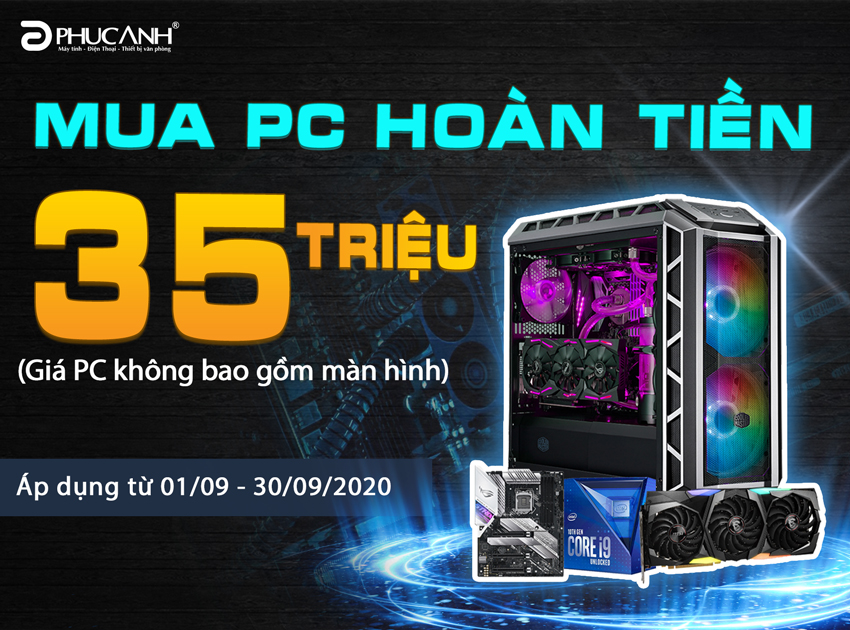 PHUCANH®
Máy tính - Điện Thoại - Thiết bị văn phòng
MUA PC HOÀN TIỀN
35 TRIỆU
(Giá PC không bao gồm màn hình)
Áp dụng từ 01/09 - 30/09/2020
intel
10TH GEN
CORE i9
UNLOCKED